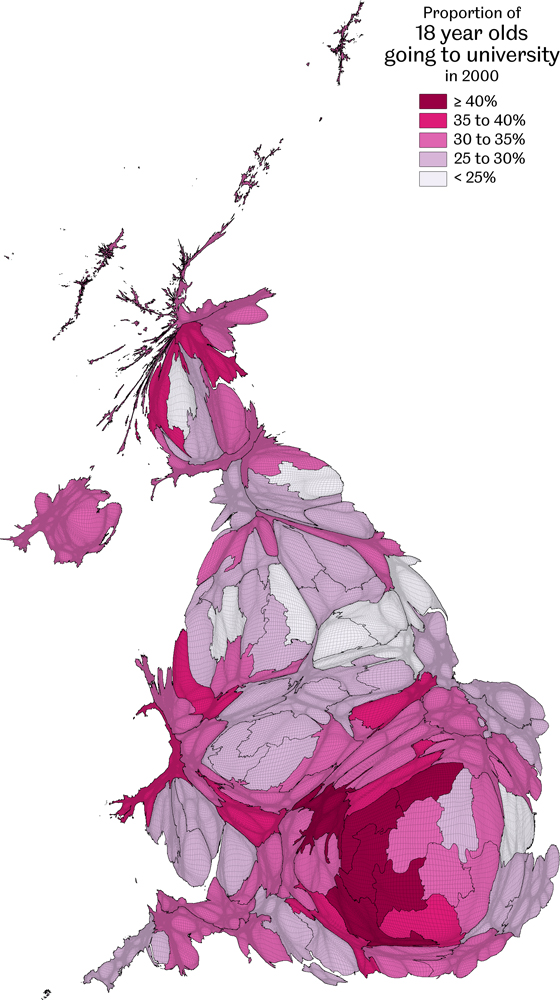 Proportion of
18 year olds
going to university
in 2000
≥ 40%
35 to 40%
30 to 35%
25 to 30%
< 25%